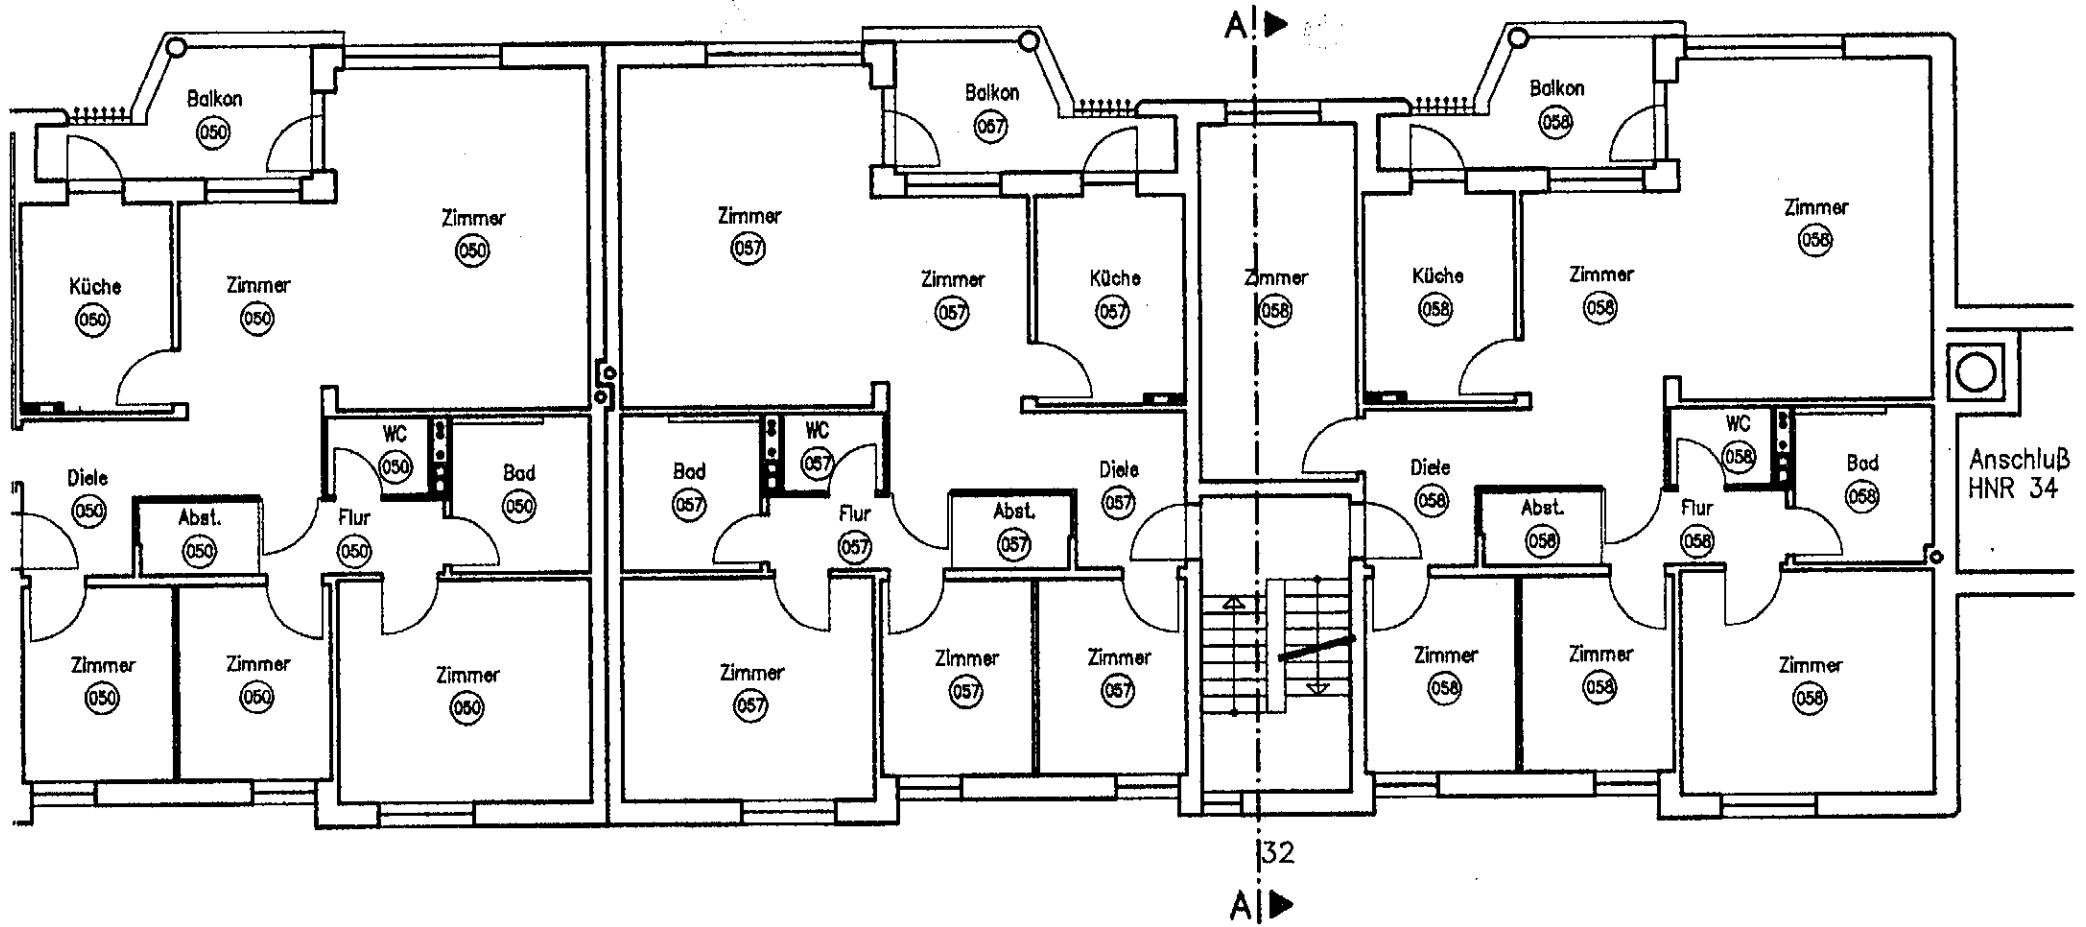 A
Balkon
050
Balkon
057
Balkon
058
Zimmer
050
Zimmer
057
Zimmer
058
Küche
050
Zimmer
050
Zimmer
057
Küche
057
Zimmer
058
Küche
058
Zimmer
058
WC
050
WC
057
WC
058
Diele
050
Bad
050
Bad
057
Diele
057
Diele
058
Bad
058
Anschluß
HNR 34
Abst.
050
Flur
050
Flur
057
Abst.
057
Abst.
058
Flur
058
Zimmer
050
Zimmer
050
Zimmer
050
Zimmer
057
Zimmer
057
Zimmer
057
Zimmer
058
Zimmer
058
Zimmer
058
32
A